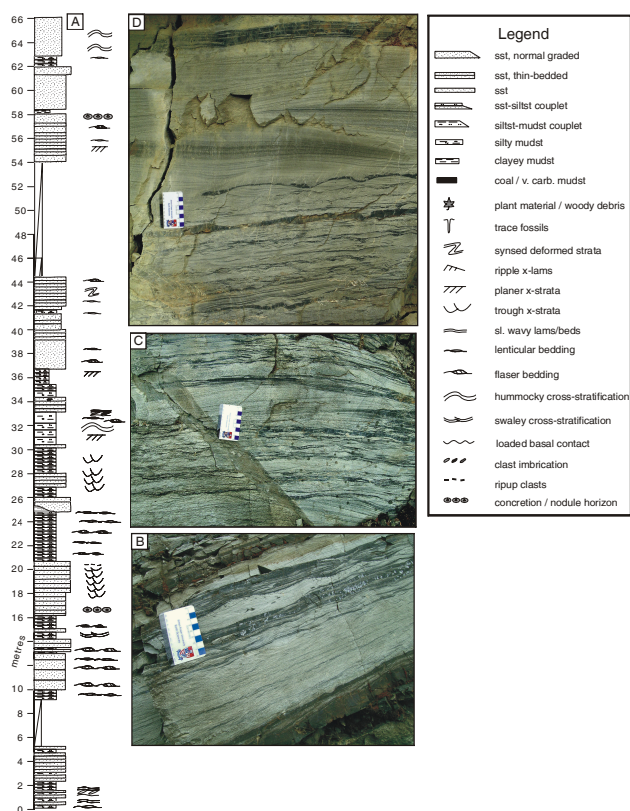 A
66
64
62
60
58
56
54
52
50
48
46
44
42
40
38
36
34
32
30
28
26
24
22
20
18
16
metres
14
12
10
8
6
4
2
0
D
C
B
Legend
sst, normal graded
sst, thin-bedded
sst
sst-siltst couplet
siltst-mudst couplet
silty mudst
clayey mudst
coal / v. carb. mudst
plant material / woody debris
trace fossils
synsed deformed strata
ripple x-lams
planer x-strata
trough x-strata
sl. wavy lams/beds
lenticular bedding
flaser bedding
hummocky cross-stratification
swaley cross-stratification
loaded basal contact
clast imbrication
ripup clasts
concretion / nodule horizon